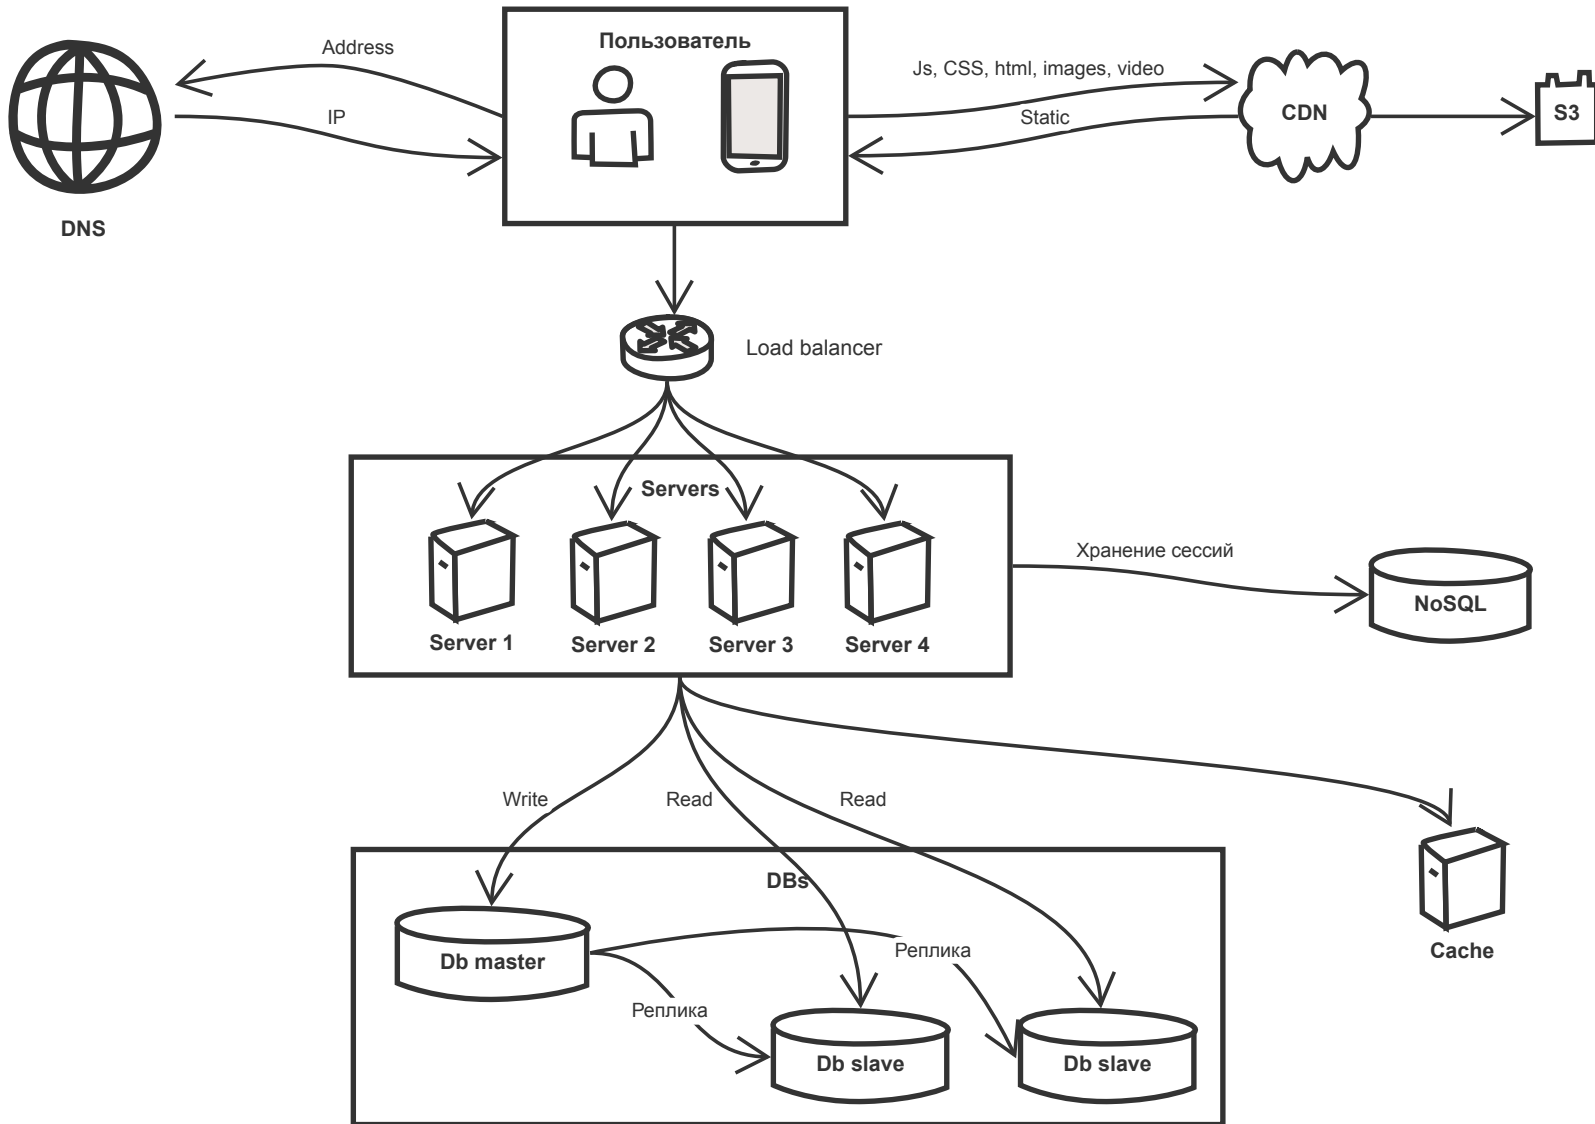 Пользователь
Address
IP
DNS
Js, CSS, html, images, video
Static
CDN
S3
Load balancer
Servers
Server 1
Server 2
Server 3
Server 4
Хранение сессий
NoSQL
Write
Read
Read
DBs
Db master
Реплика
Реплика
Db slave
Db slave
Cache